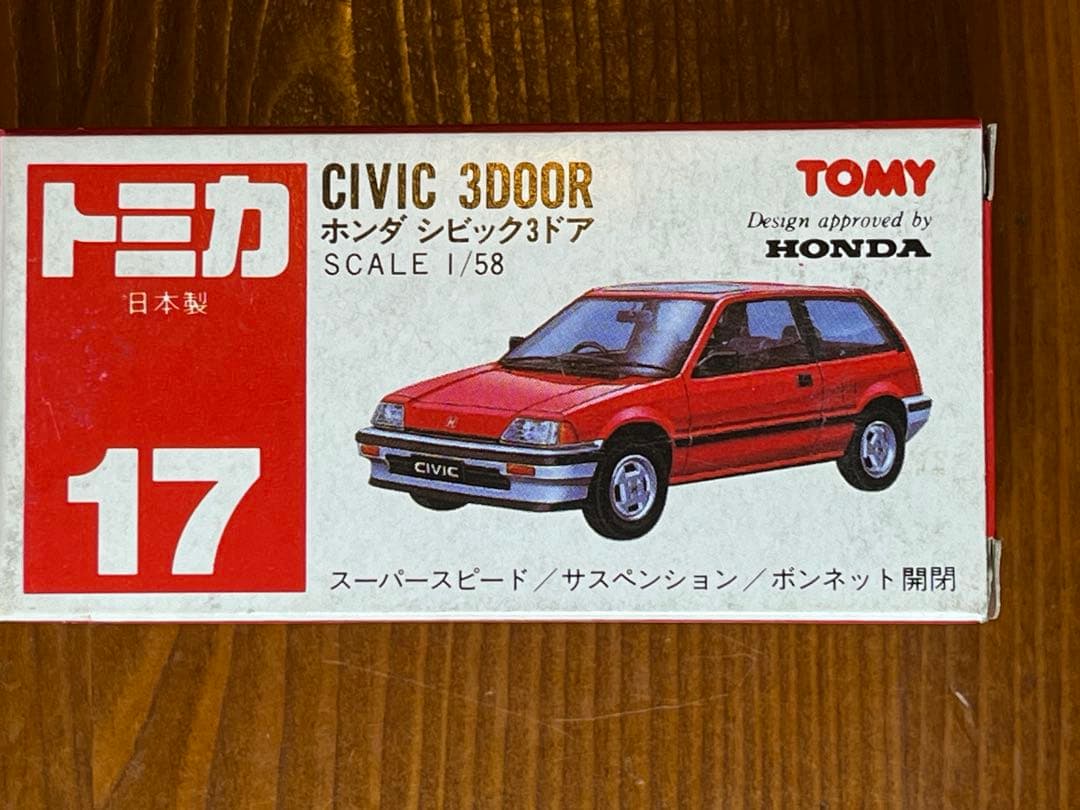 トミカ
日本製
17
CIVIC 3DOOR
ホンダ シビック3ドア
SCALE 1/58
TOMY
Design approved by
HONDA
CIVIC
スーパースピード/サスペンション/ボンネット開閉